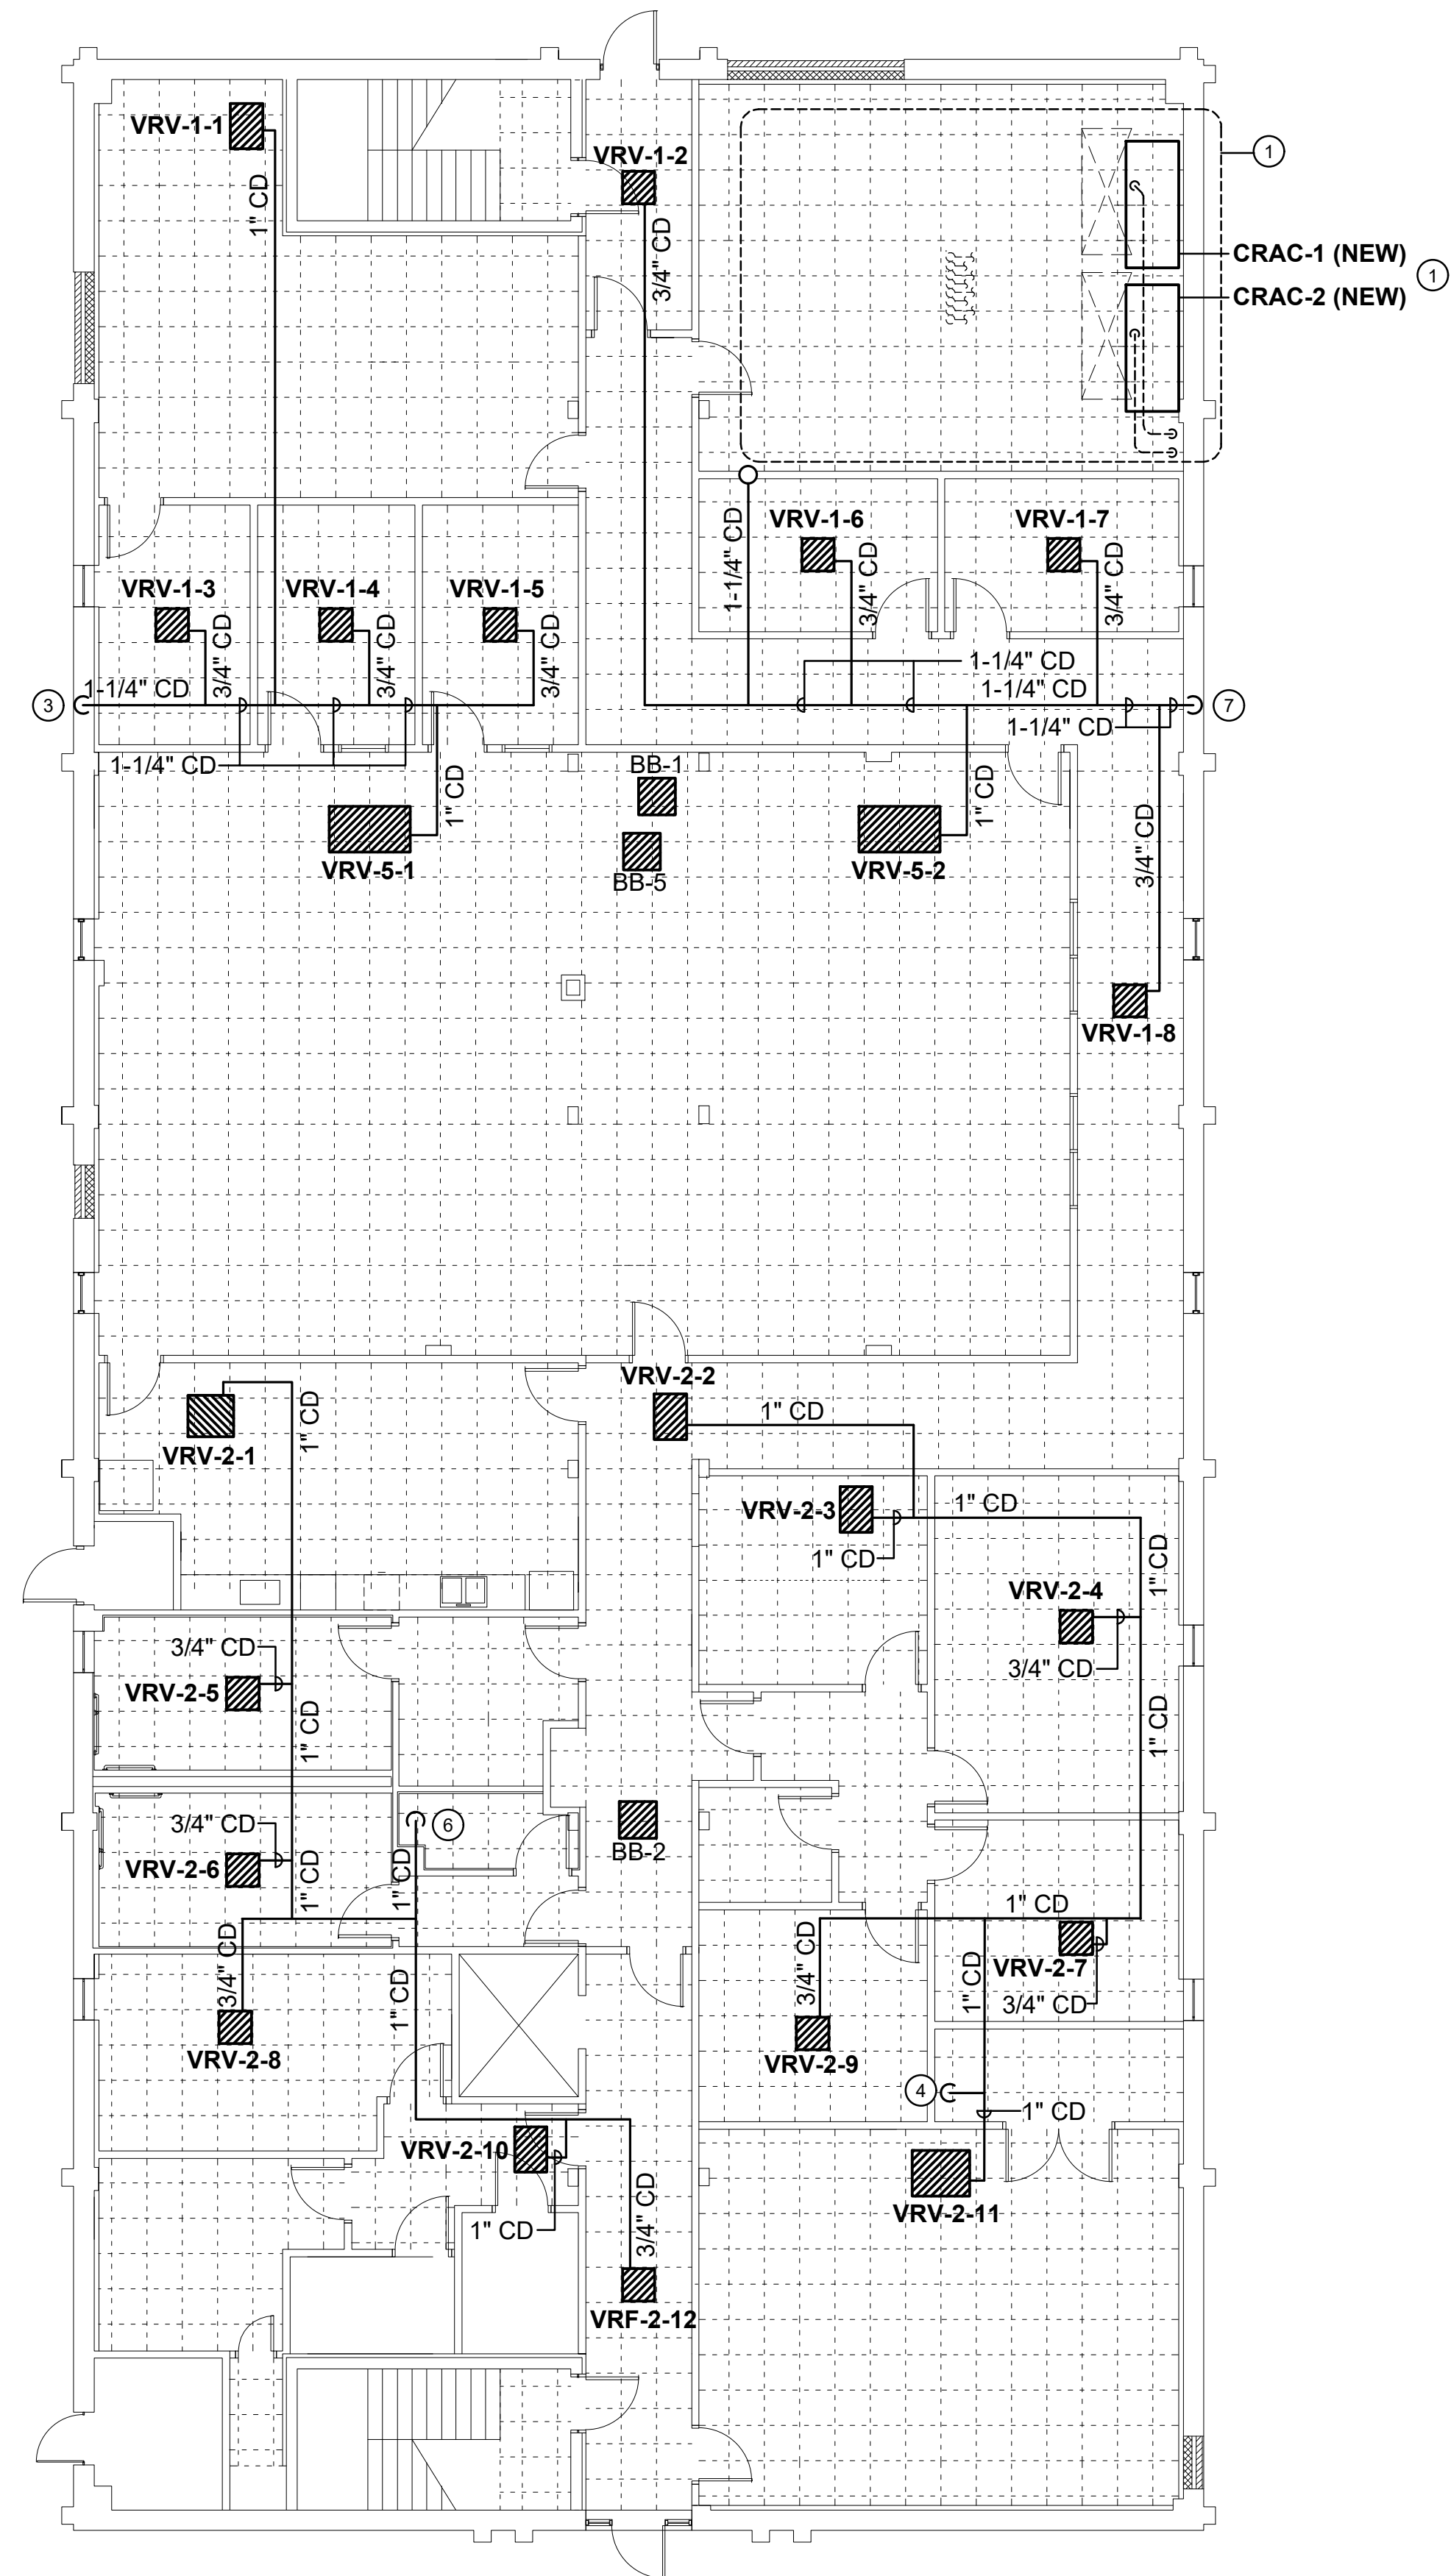 VRV-1-1
1" CD
VRV-1-2
3/4" CD
1
CRAC-1 (NEW)
1
CRAC-2 (NEW)
VRV-1-3
3/4" CD
VRV-1-4
3/4" CD
VRV-1-5
3/4" CD
1-1/4" CD
VRV-1-6
3/4" CD
VRV-1-7
3/4" CD
3
1-1/4" CD
1-1/4" CD
1-1/4" CD
1-1/4" CD
1-1/4" CD
7
BB-1
BB-5
VRV-5-1
1" CD
VRV-5-2
1" CD
3/4" CD
VRV-1-8
VRV-2-1
1" CD
VRV-2-2
1" CD
VRV-2-3
1" CD
1" CD
1" CD
VRV-2-4
3/4" CD
1" CD
3/4" CD
VRV-2-5
1" CD
3/4" CD
VRV-2-6
1" CD
1" CD
6
BB-2
3/4" CD
VRV-2-8
1" CD
1" CD
VRV-2-7
3/4" CD
3/4" CD
VRV-2-9
1" CD
4
1" CD
VRV-2-10
1" CD
3/4" CD
VRV-2-11
VRF-2-12